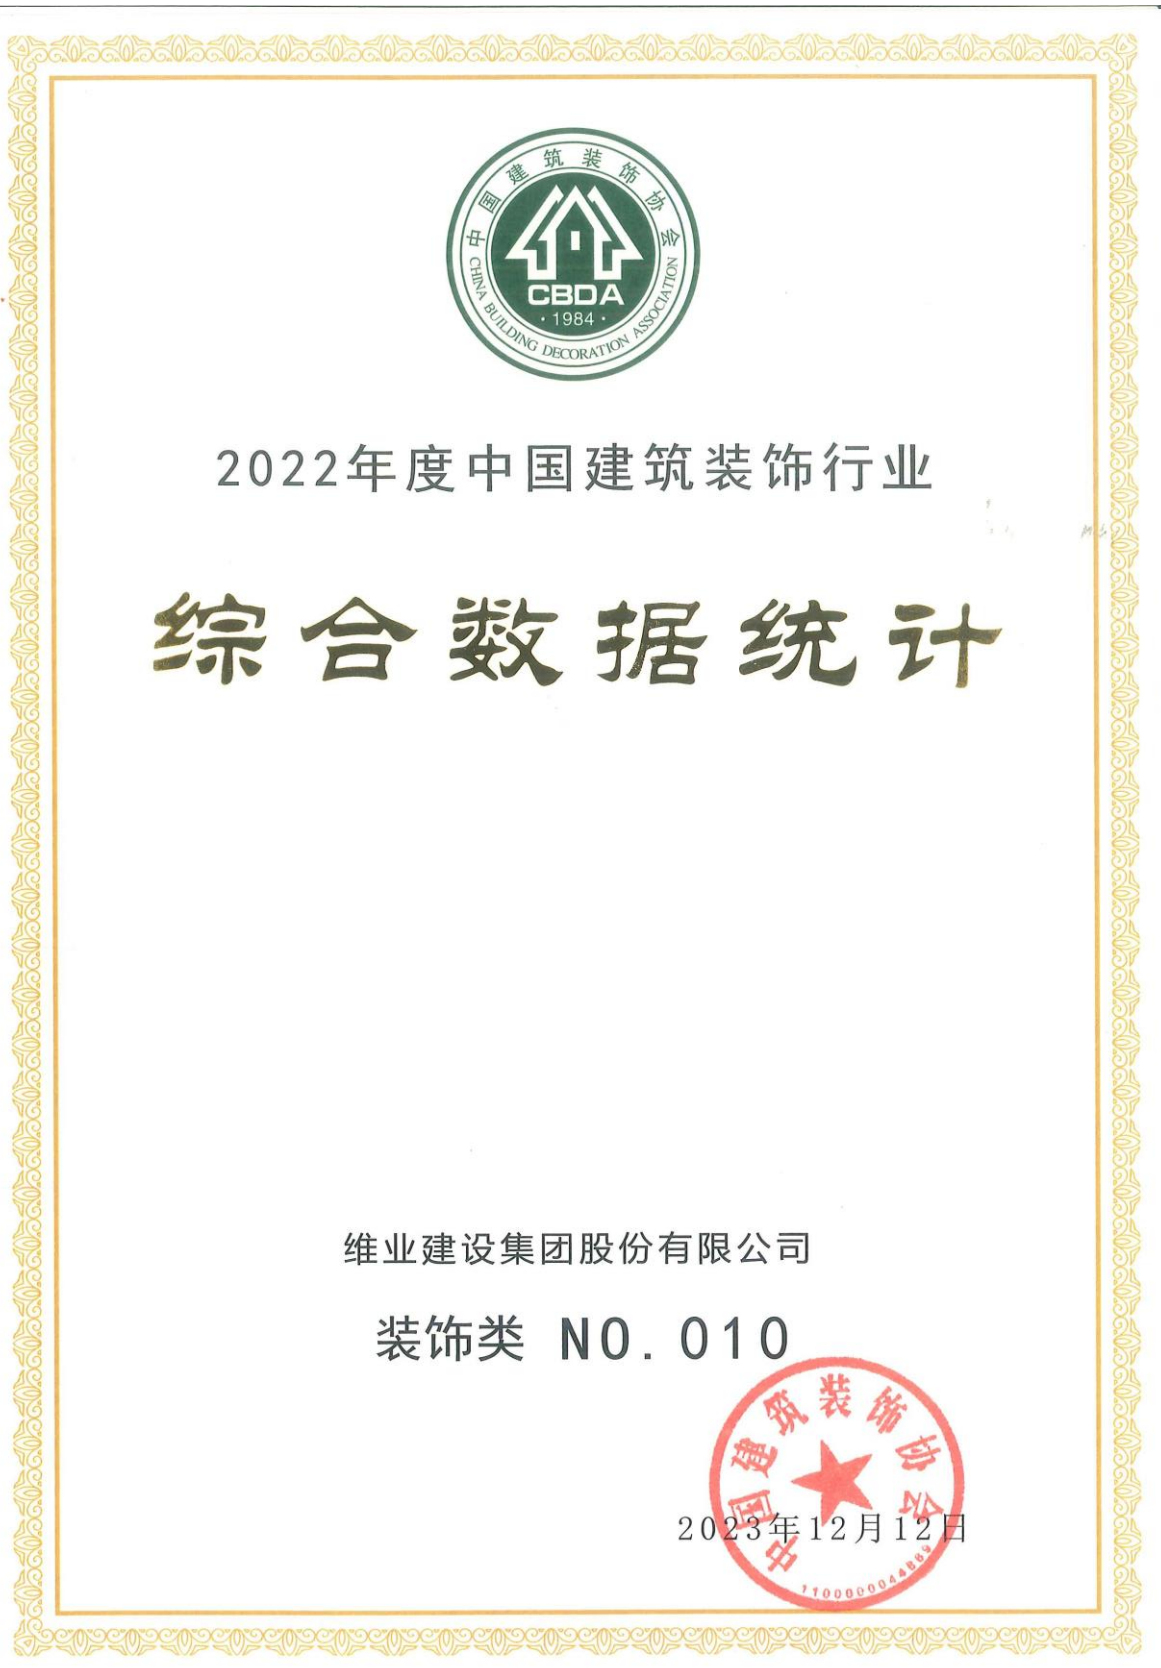 中国建筑装饰协会
CBDA
·1984·
CHINA BUILDING DECORATION ASSOCIATION
2022年度中国建筑装饰行业
综合数据统计
维业建设集团股份有限公司
装饰类 NO.010
中国建筑装饰协会
2023年12月12日
1100000044869